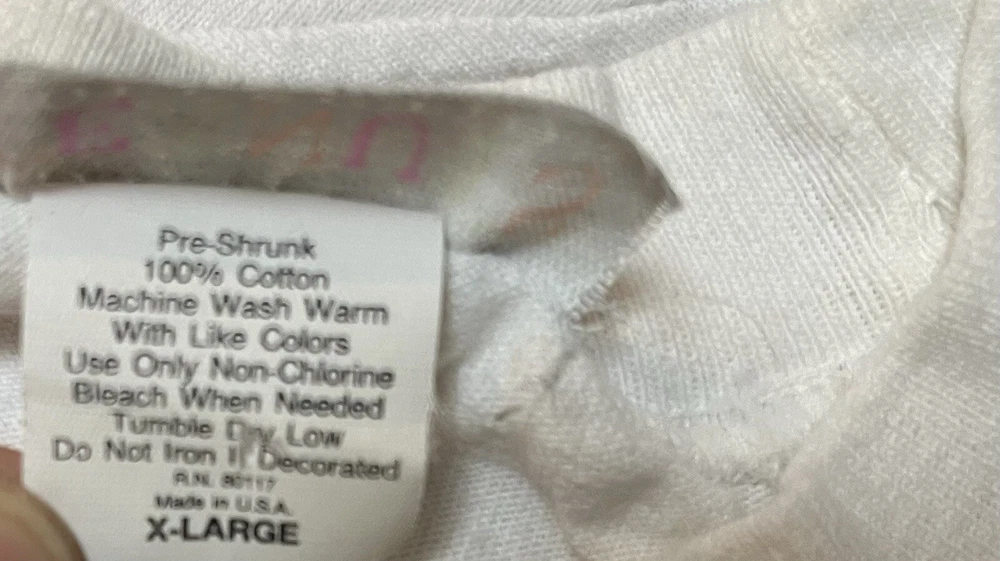 Pre-Shrunk
100% Cotton
Machine Wash Warm
With Like Colors
Use Only Non-Chlorine
Bleach When Needed
Tumble Dry Low
Do Not Iron If Decorated
R.N. 80117
Made in U.S.A.
X-LARGE